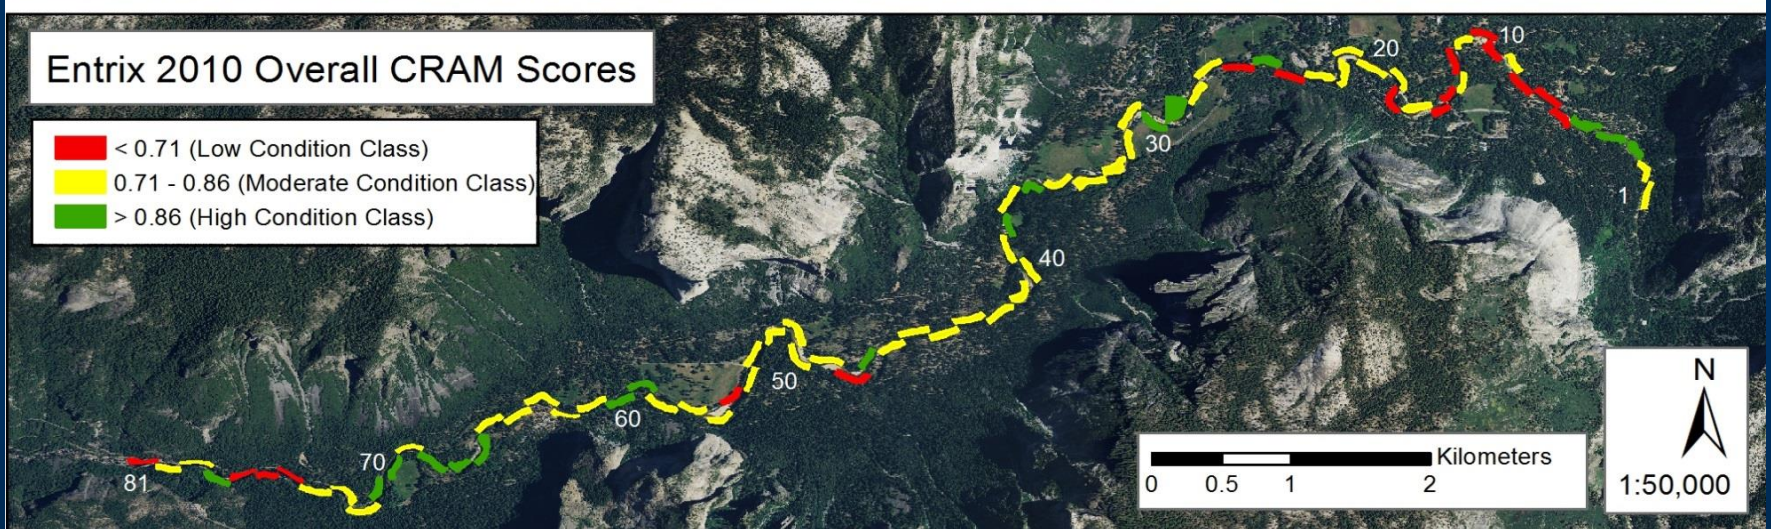 Entrix 2010 Overall CRAM Scores
< 0.71 (Low Condition Class)
0.71 - 0.86 (Moderate Condition Class)
> 0.86 (High Condition Class)
1
10
20
30
40
50
60
70
81
N
Kilometers
0 0.5 1 2
1:50,000